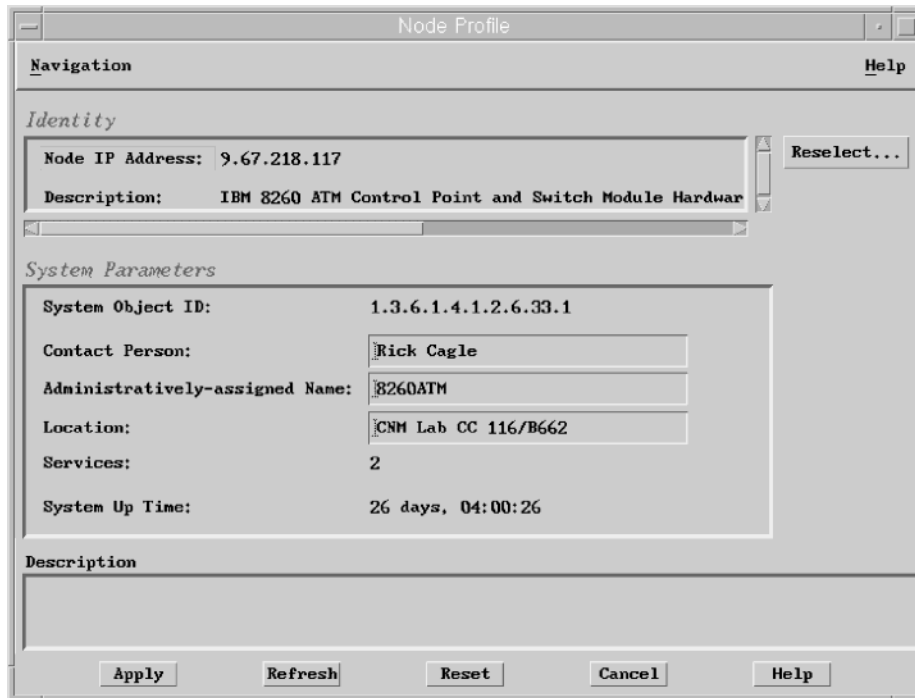 Node Profile
Navigation Help
Identity
Node IP Address: 9.67.218.117
Reselect...
Description: IBM 8260 ATM Control Point and Switch Module Hardwar
System Parameters
System Object ID: 1.3.6.1.4.1.2.6.33.1
Contact Person: Rick Cagle
Administratively-assigned Name: 8260ATM
Location: CNM Lab CC 116/B662
Services: 2
System Up Time: 26 days, 04:00:26
Description
Apply Refresh Reset Cancel Help